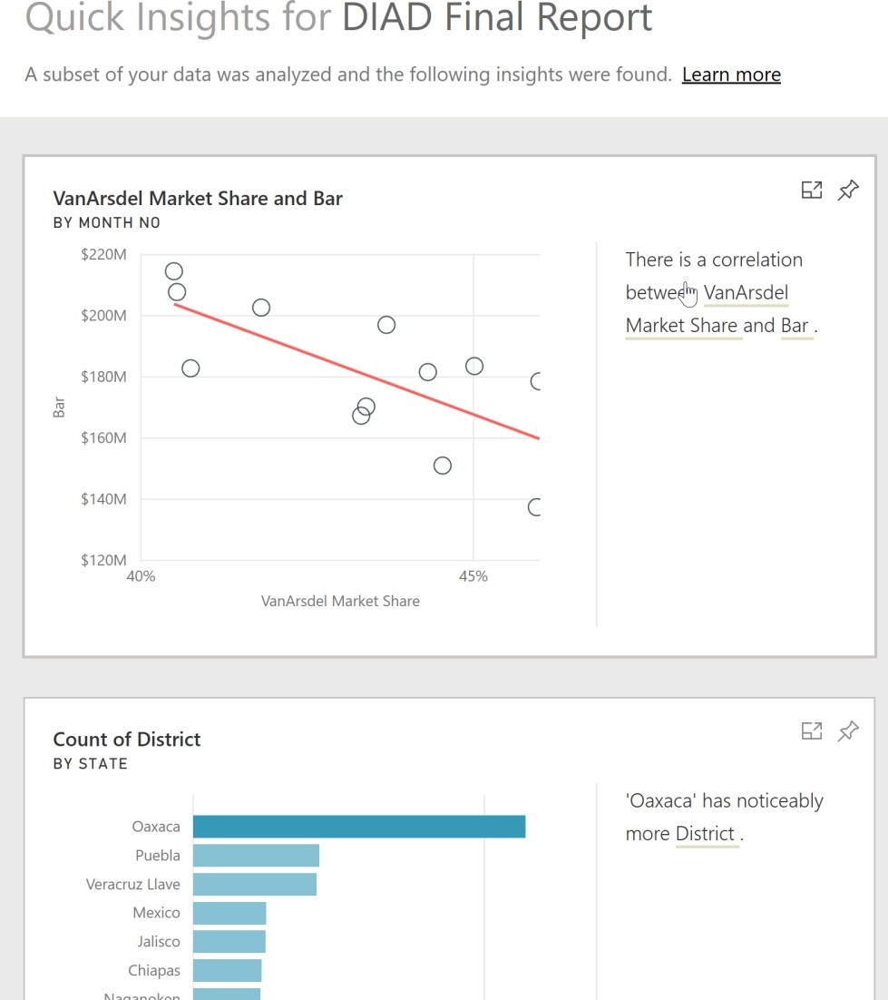 Quick Insights for DIAD Final Report
A subset of your data was analyzed and the following insights were found. Learn more
VanArsdel Market Share and Bar
BY MONTH NO
$220M
$200M
$180M
$160M
$140M
$120M
Bar
40%
45%
VanArsdel Market Share
There is a correlation
between VanArsdel
Market Share and Bar .
Count of District
BY STATE
Oaxaca
Puebla
Veracruz Llave
Mexico
Jalisco
Chiapas
'Oaxaca' has noticeably
more District .